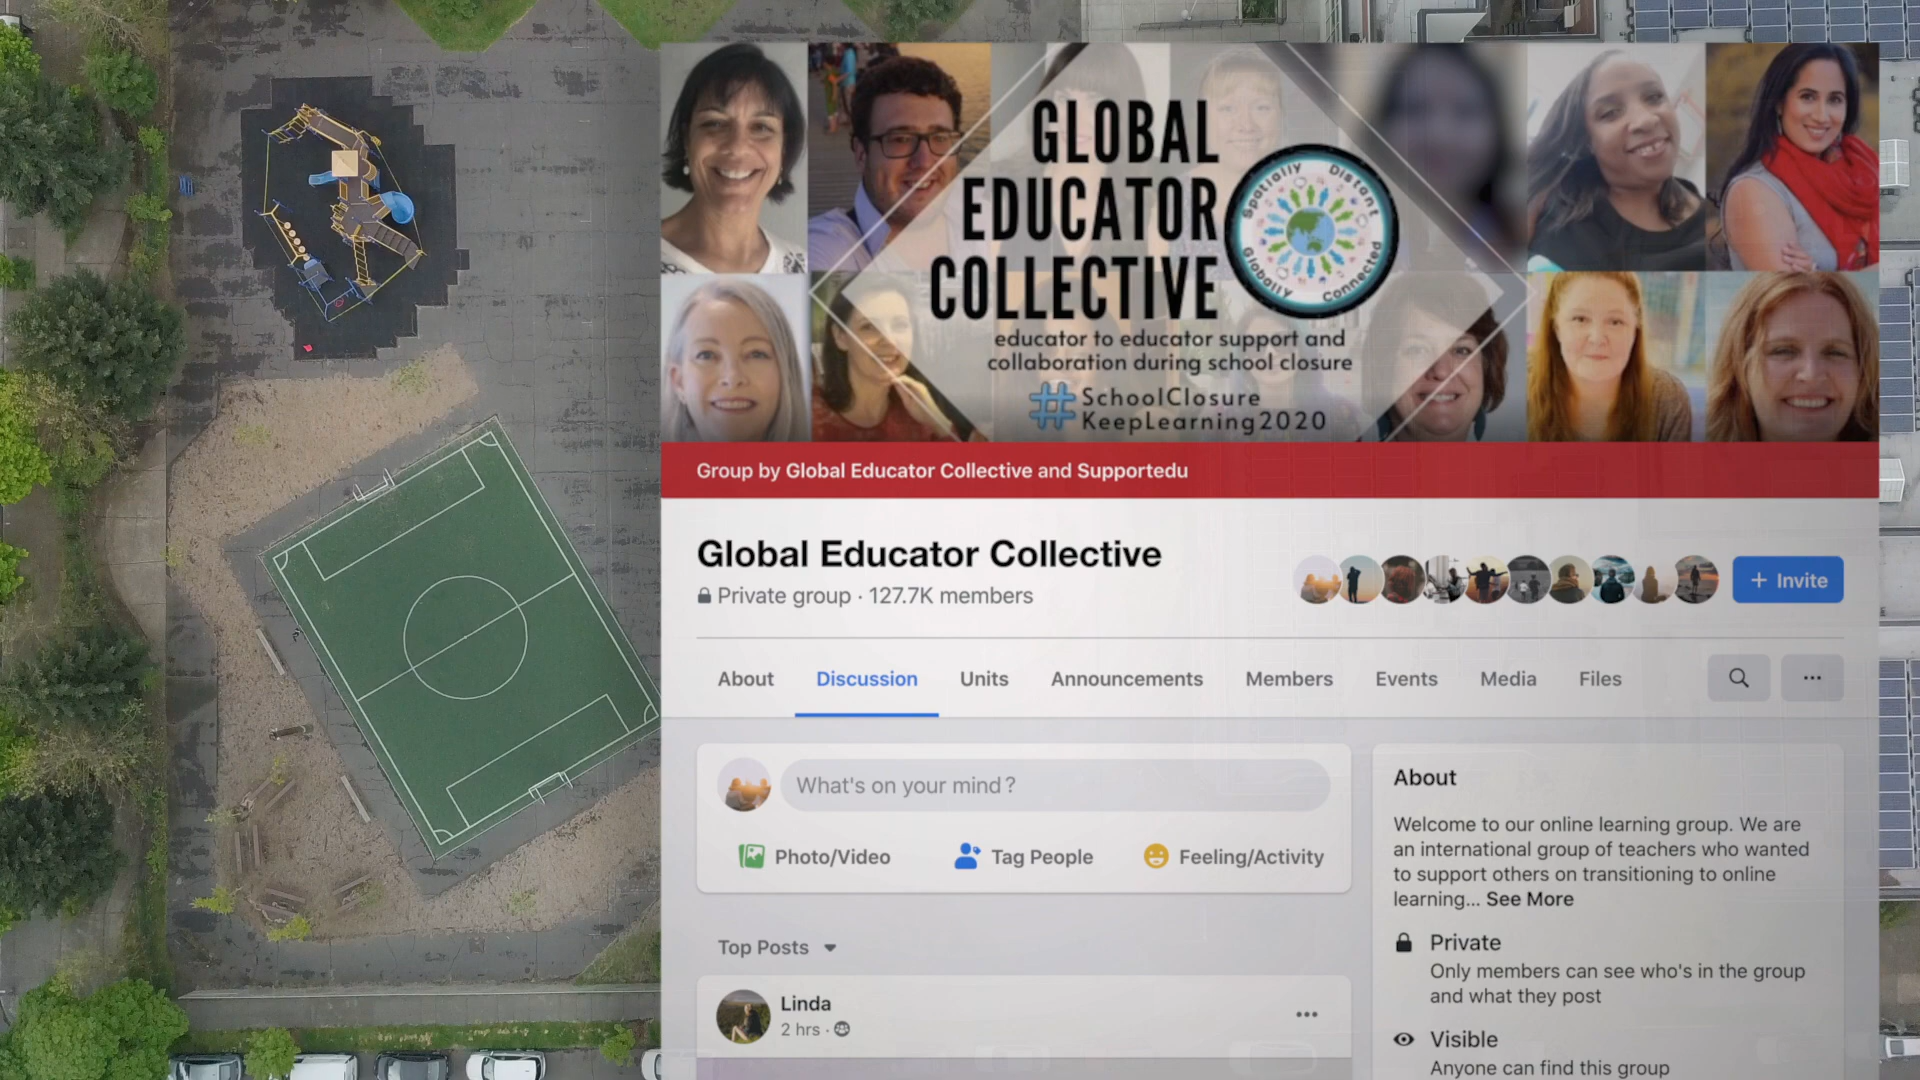 GLOBAL
EDUCATOR
COLLECTIVE
Spatially Distant
Globally Connected
educator to educator support and
collaboration during school closure
#SchoolClosure
KeepLearning2020
Group by Global Educator Collective and Supportedu
Global Educator Collective
Private group · 127.7K members
+ Invite
About Discussion Units Announcements Members Events Media Files
What's on your mind?
Photo/Video Tag People Feeling/Activity
Top Posts
Linda
2 hrs ·
About
Welcome to our online learning group. We are
an international group of teachers who wanted
to support others on transitioning to online
learning... See More
Private
Only members can see who's in the group
and what they post
Visible
Anyone can find this group